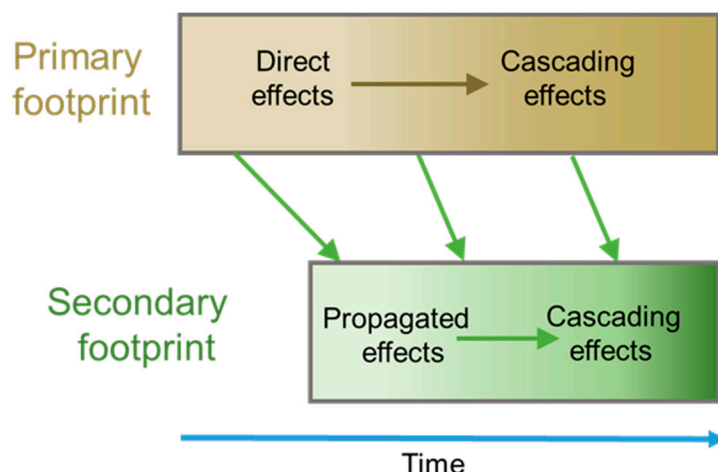 Primary
footprint
Direct
effects
Cascading
effects
Secondary
footprint
Propagated
effects
Cascading
effects
Time